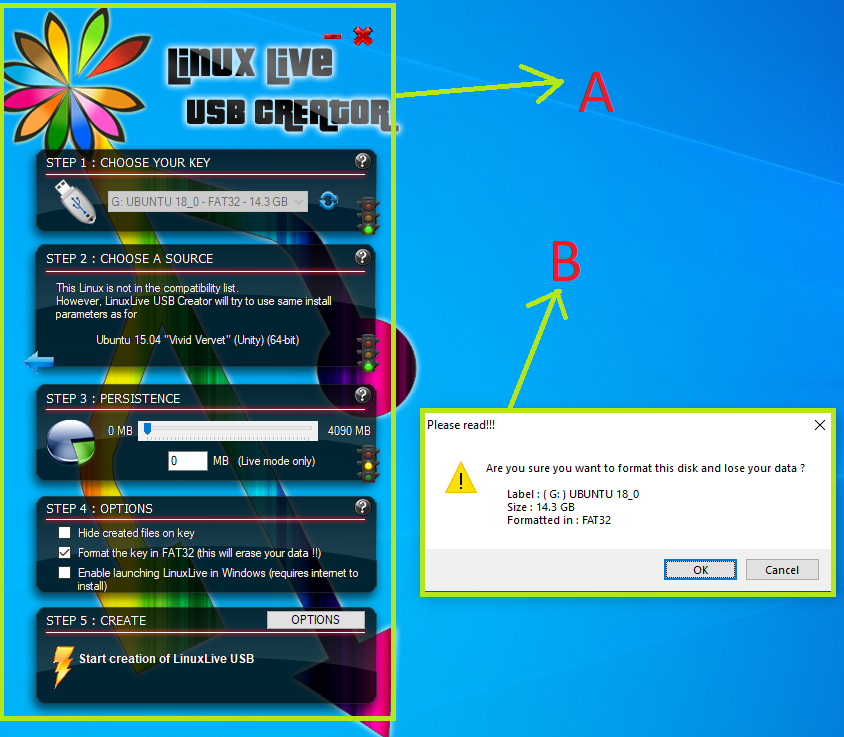 Linux Live
USB Creator
A
STEP 1 : CHOOSE YOUR KEY
?
G: UBUNTU 18_0 - FAT32 - 14.3 GB
STEP 2 : CHOOSE A SOURCE
?
This Linux is not in the compatibility list.
However, LinuxLive USB Creator will try to use same install
parameters as for
Ubuntu 15.04 "Vivid Vervet" (Unity) (64-bit)
B
STEP 3 : PERSISTENCE
?
0 MB
4090 MB
0 MB (Live mode only)
STEP 4 : OPTIONS
?
Hide created files on key
Format the key in FAT32 (this will erase your data !!)
Enable launching LinuxLive in Windows (requires internet to
install)
STEP 5 : CREATE
OPTIONS
Start creation of LinuxLive USB
Please read!!!
Are you sure you want to format this disk and lose your data ?
Label : ( G: ) UBUNTU 18_0
Size : 14.3 GB
Formatted in : FAT32
OK
Cancel